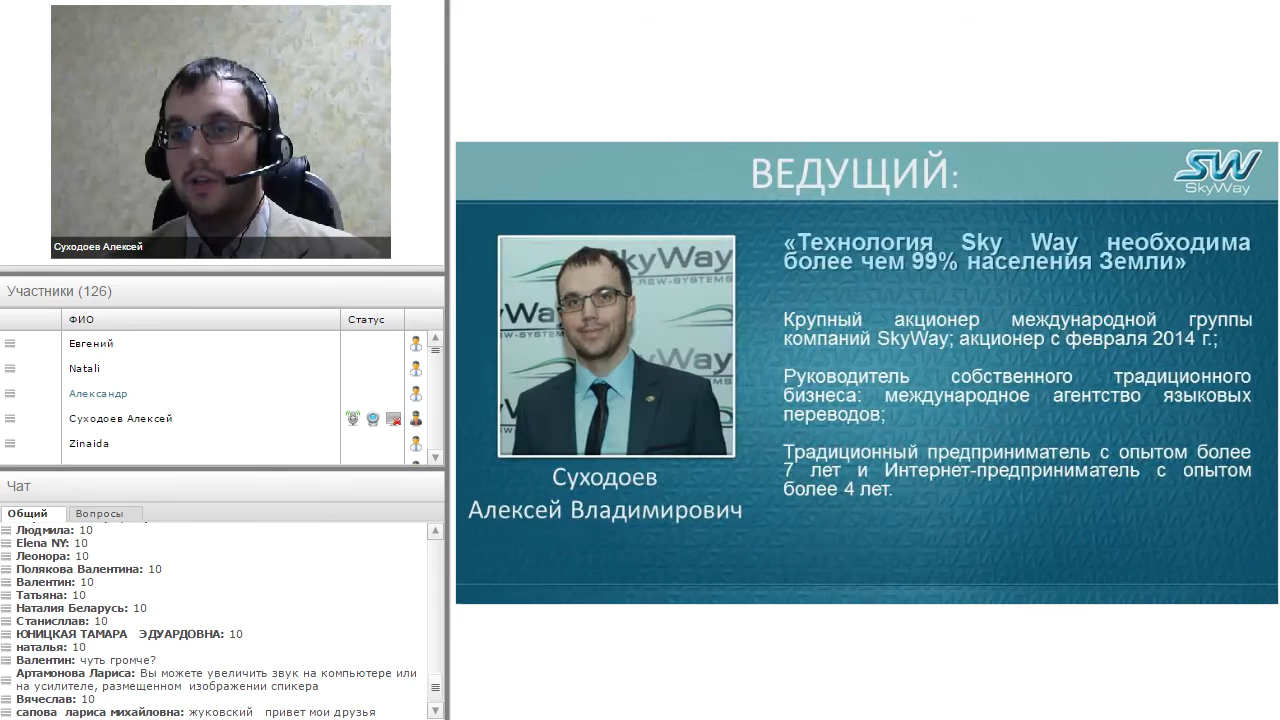 Суходоев Алексей
Участники (126)
ФИО
Статус
Евгений
Natali
Александр
Суходоев Алексей
Zinaida
Чат
Общий
Вопросы
Людмила: 10
Elena NY: 10
Леонора: 10
Полякова Валентина: 10
Валентин: 10
Татьяна: 10
Наталия Беларусь: 10
Станисллав: 10
ЮНИЦКАЯ ТАМАРА ЭДУАРДОВНА: 10
наталья: 10
Валентин: чуть громче?
Артамонова Лариса: Вы можете увеличить звук на компьютере или
на усилителе, размещенном изображении спикера
Вячеслав: 10
сапова лариса михайловна: жуковский привет мои друзья
ВЕДУЩИЙ:
SW
SkyWay
SkyWay
SkyWay
Суходоев
Алексей Владимирович
«Технология Sky Way необходима
более чем 99% населения Земли»
Крупный акционер международной группы
компаний SkyWay; акционер с февраля 2014 г.;
Руководитель собственного традиционного
бизнеса: международное агентство языковых
переводов;
Традиционный предприниматель с опытом более
7 лет и Интернет-предприниматель с опытом
более 4 лет.